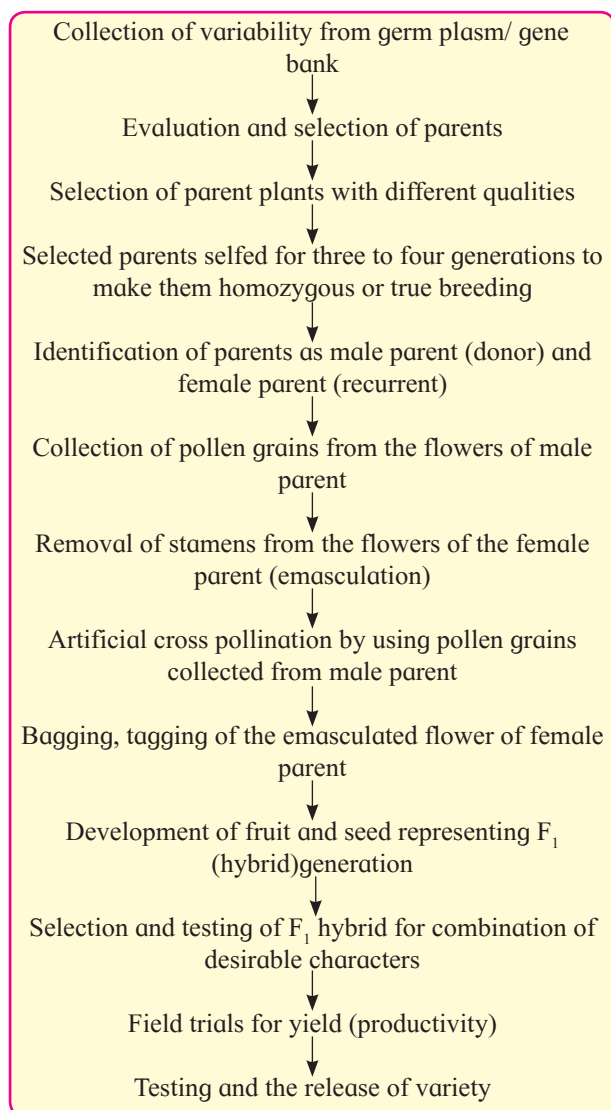 Collection of variability from germ plasm/ gene
bank
Evaluation and selection of parents
Selection of parent plants with different qualities
Selected parents selfed for three to four generations to
make them homozygous or true breeding
Identification of parents as male parent (donor) and
female parent (recurrent)
Collection of pollen grains from the flowers of male
parent
Removal of stamens from the flowers of the female
parent (emasculation)
Artificial cross pollination by using pollen grains
collected from male parent
Bagging, tagging of the emasculated flower of female
parent
Development of fruit and seed representing F₁
(hybrid)generation
Selection and testing of F₁ hybrid for combination of
desirable characters
Field trials for yield (productivity)
Testing and the release of variety